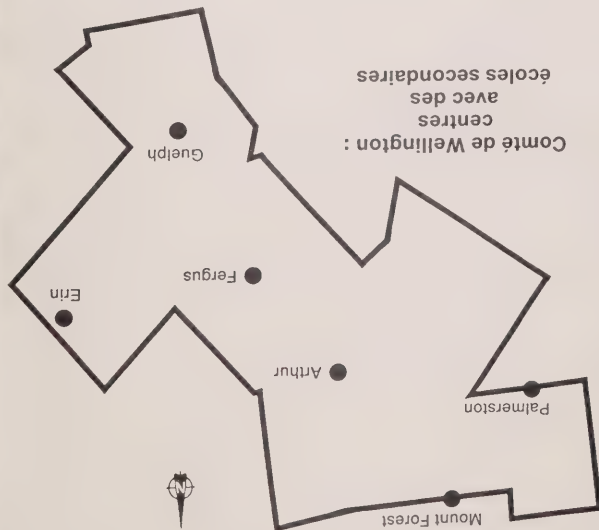 Mount Forest
N
Palmerston
Arthur
Erin
Fergus
Guelph
Comté de Wellington :
centres
avec des
écoles secondaires